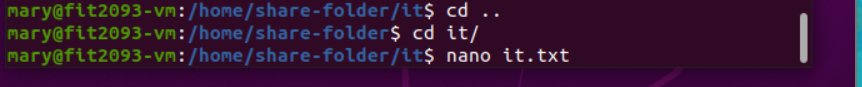 mary@fit2093-vm:/home/share-folder/it$ cd ..
mary@fit2093-vm:/home/share-folder$ cd it/
mary@fit2093-vm:/home/share-folder/it$ nano it.txt